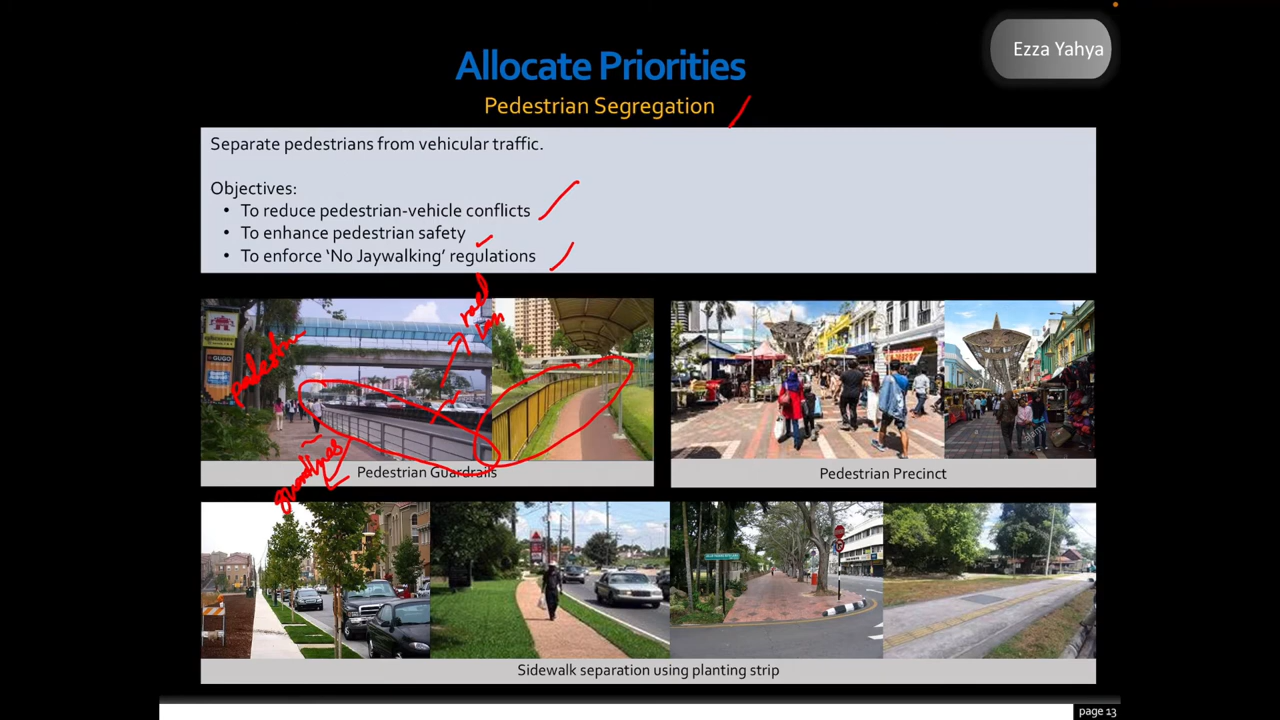 Ezza Yahya
Allocate Priorities
Pedestrian Segregation
Separate pedestrians from vehicular traffic.
Objectives:
• To reduce pedestrian-vehicle conflicts
• To enhance pedestrian safety
• To enforce ‘No Jaywalking’ regulations
Pedestrian Guardrails
Pedestrian Precinct
Sidewalk separation using planting strip
page 13